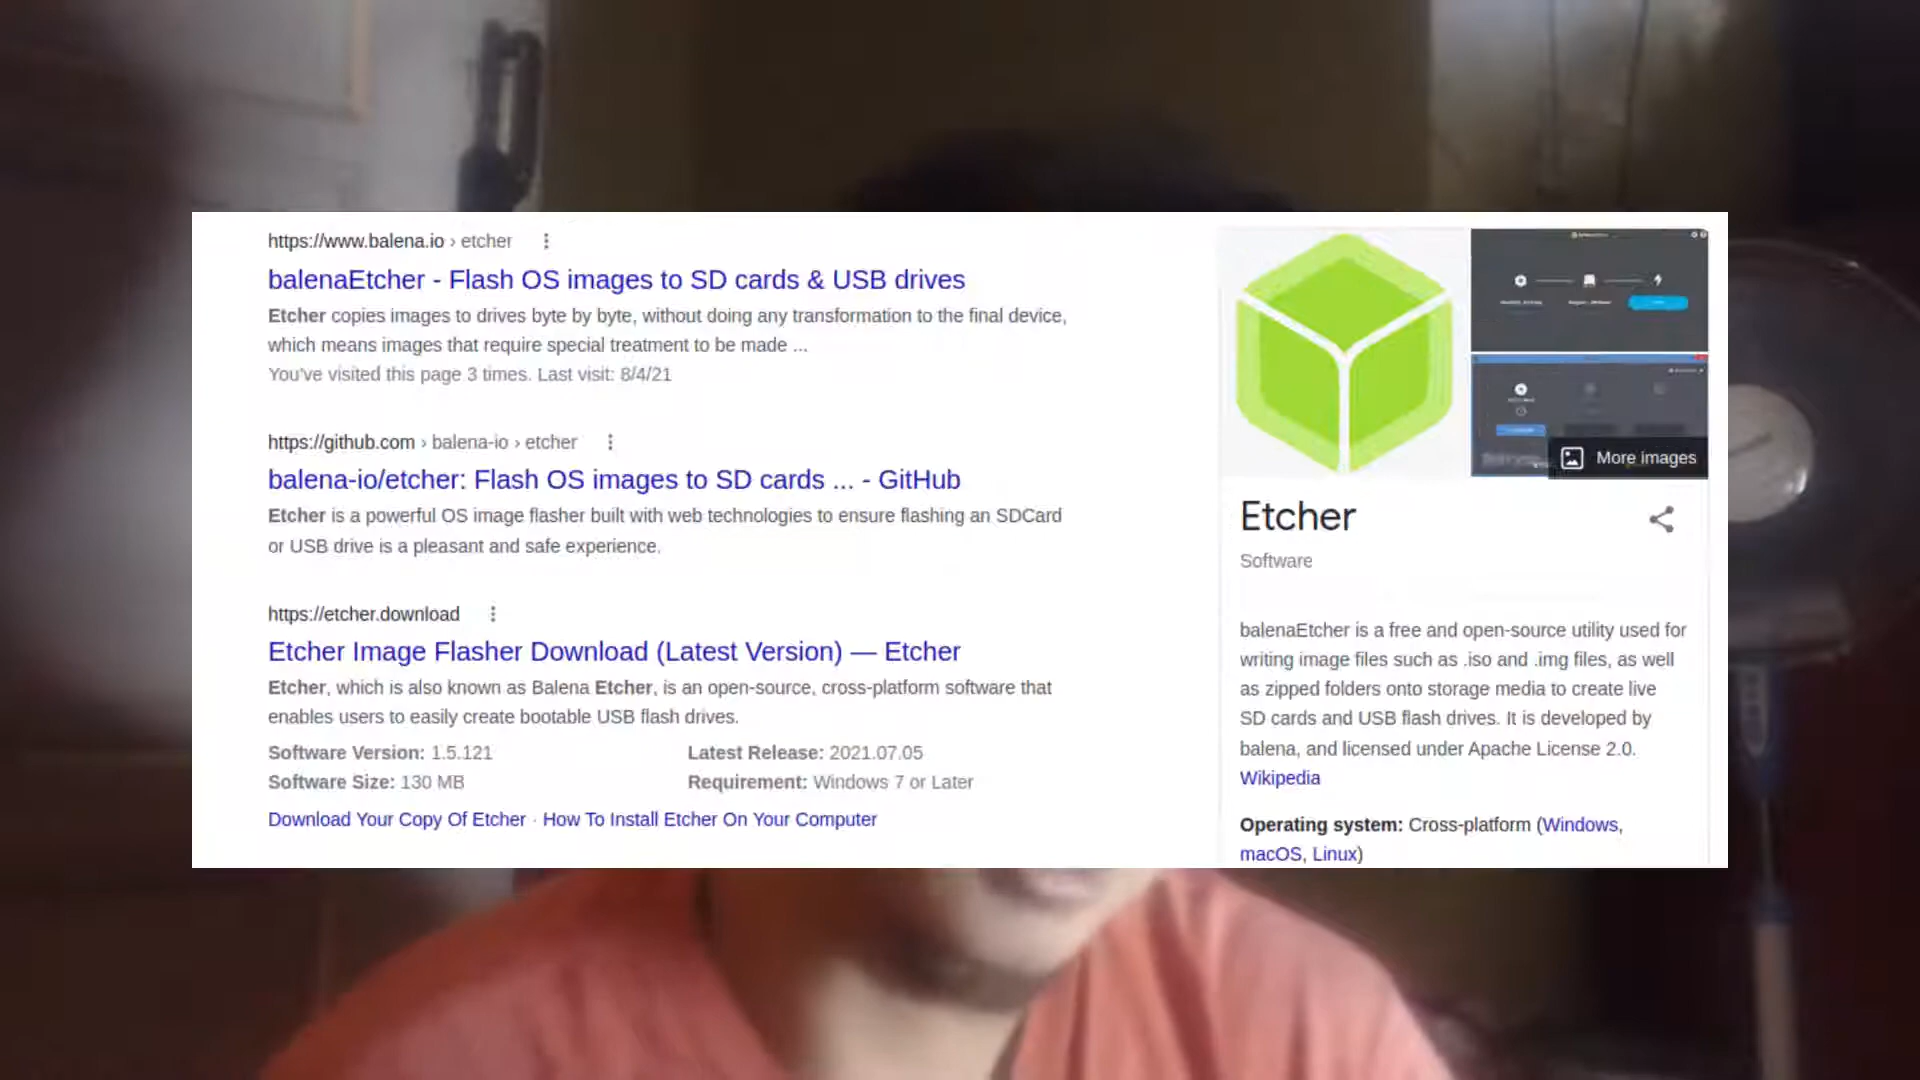 https://www.balena.io › etcher
balenaEtcher - Flash OS images to SD cards & USB drives
Etcher copies images to drives byte by byte, without doing any transformation to the final device,
which means images that require special treatment to be made ...
You've visited this page 3 times. Last visit: 8/4/21
https://github.com › balena-io › etcher
balena-io/etcher: Flash OS images to SD cards ... - GitHub
Etcher is a powerful OS image flasher built with web technologies to ensure flashing an SDCard
or USB drive is a pleasant and safe experience.
https://etcher.download
Etcher Image Flasher Download (Latest Version) — Etcher
Etcher, which is also known as Balena Etcher, is an open-source, cross-platform software that
enables users to easily create bootable USB flash drives.
Software Version: 1.5.121 Latest Release: 2021.07.05
Software Size: 130 MB Requirement: Windows 7 or Later
Download Your Copy Of Etcher · How To Install Etcher On Your Computer
More images
Etcher
Software
balenaEtcher is a free and open-source utility used for
writing image files such as .iso and .img files, as well
as zipped folders onto storage media to create live
SD cards and USB flash drives. It is developed by
balena, and licensed under Apache License 2.0.
Wikipedia
Operating system: Cross-platform (Windows,
macOS, Linux)